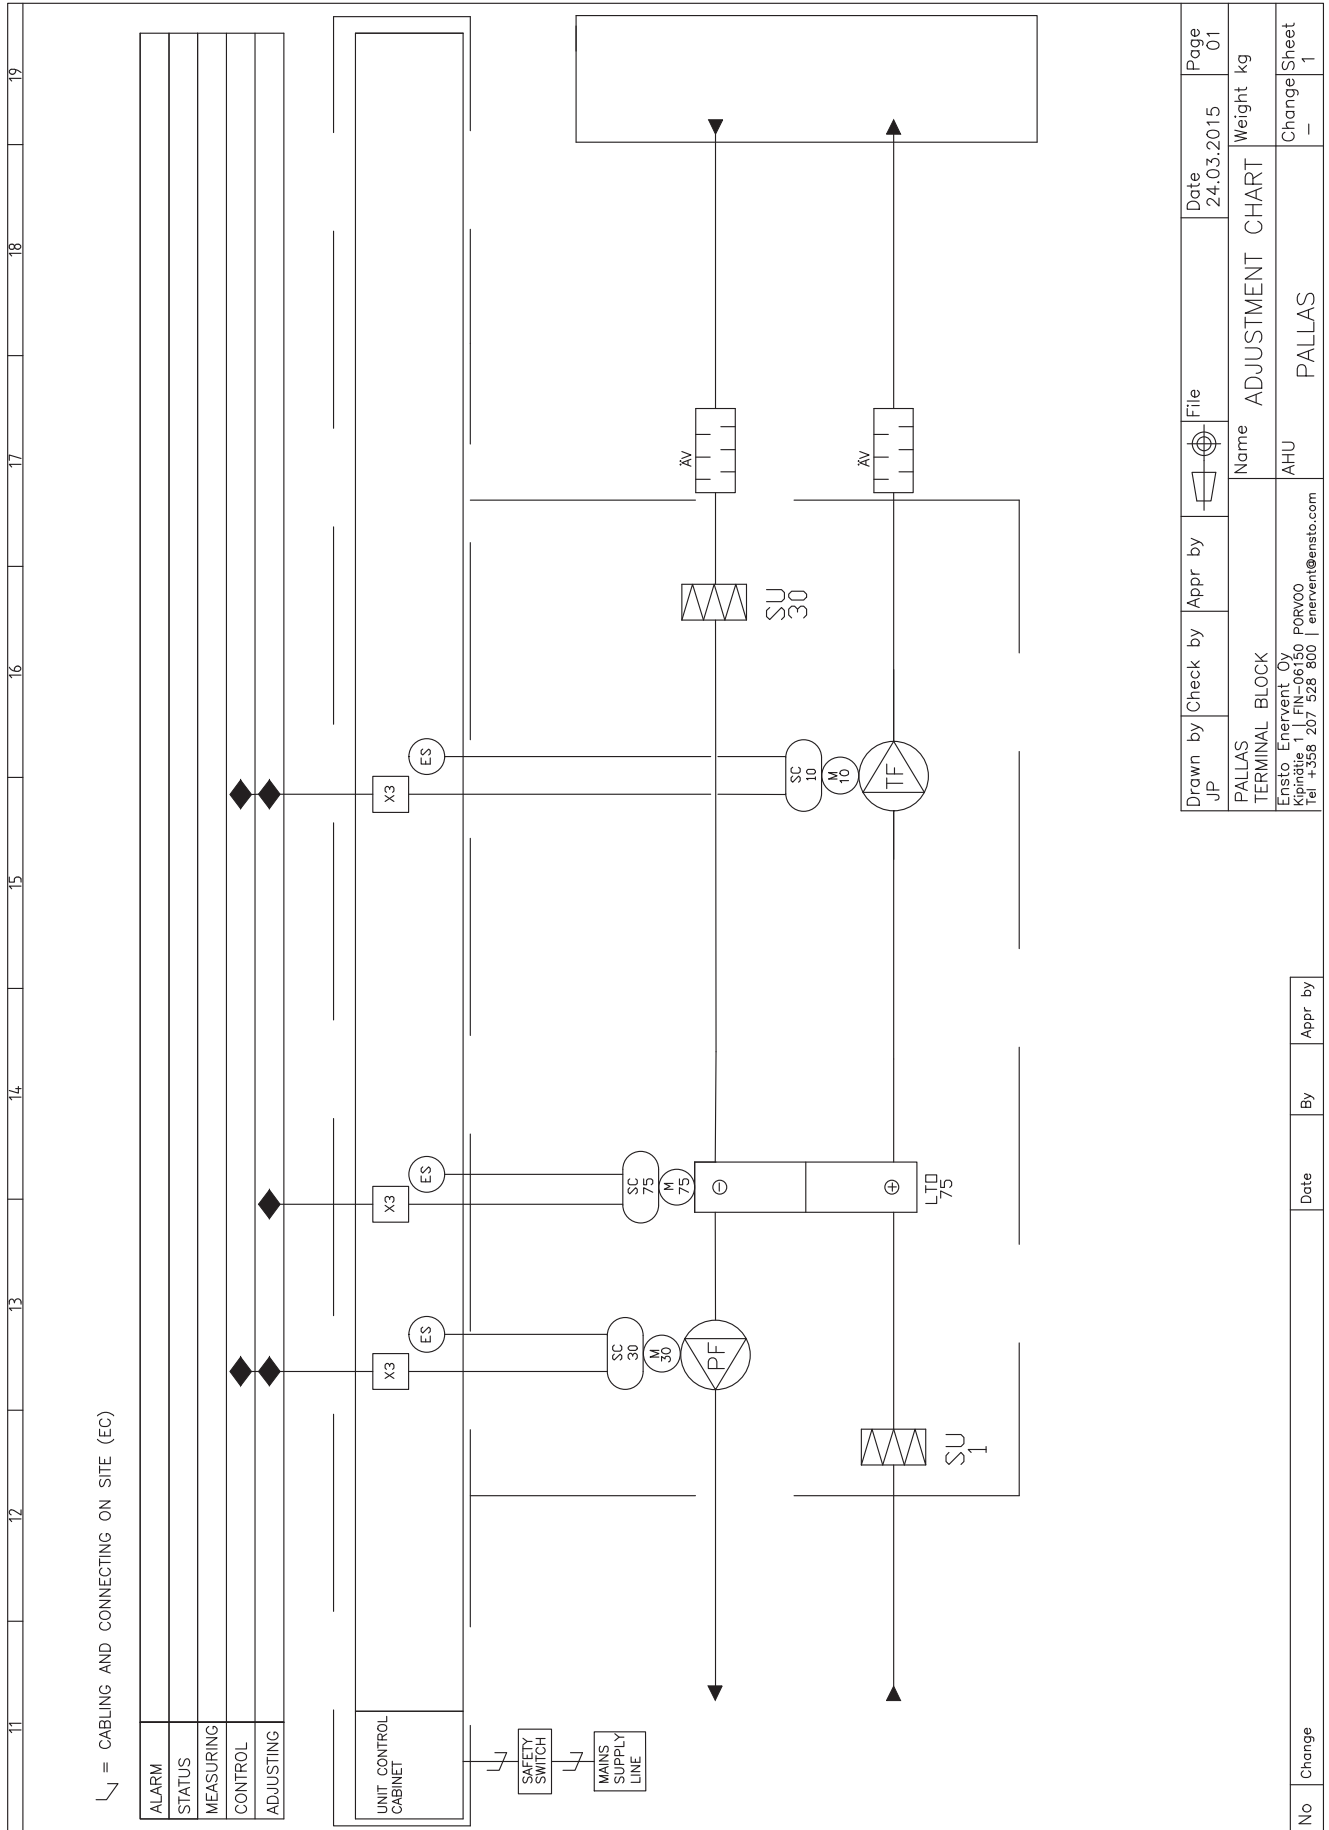 11
12
13
14
15
16
17
18
19
= CABLING AND CONNECTING ON SITE (EC)
ALARM
STATUS
MEASURING
CONTROL
ADJUSTING
UNIT CONTROL
CABINET
X3
ES
X3
ES
X3
ES
SAFETY
SWITCH
MAINS
SUPPLY
LINE
SC
30
M
30
PF
SC
75
M
75
LTO
75
SC
10
M
10
TF
SU
30
SU
1
ÄV
ÄV
No
Change
Date
By
Appr by
Drawn by
JP
Check by
Appr by
File
Date
24.03.2015
Page
01
PALLAS
TERMINAL BLOCK
Name
ADJUSTMENT CHART
Weight kg
Ensto Enervent Oy
Kipinätie 1 | FIN-06150 PORVOO
Tel +358 207 528 800 | enervent@ensto.com
AHU
PALLAS
Change
–
Sheet
1